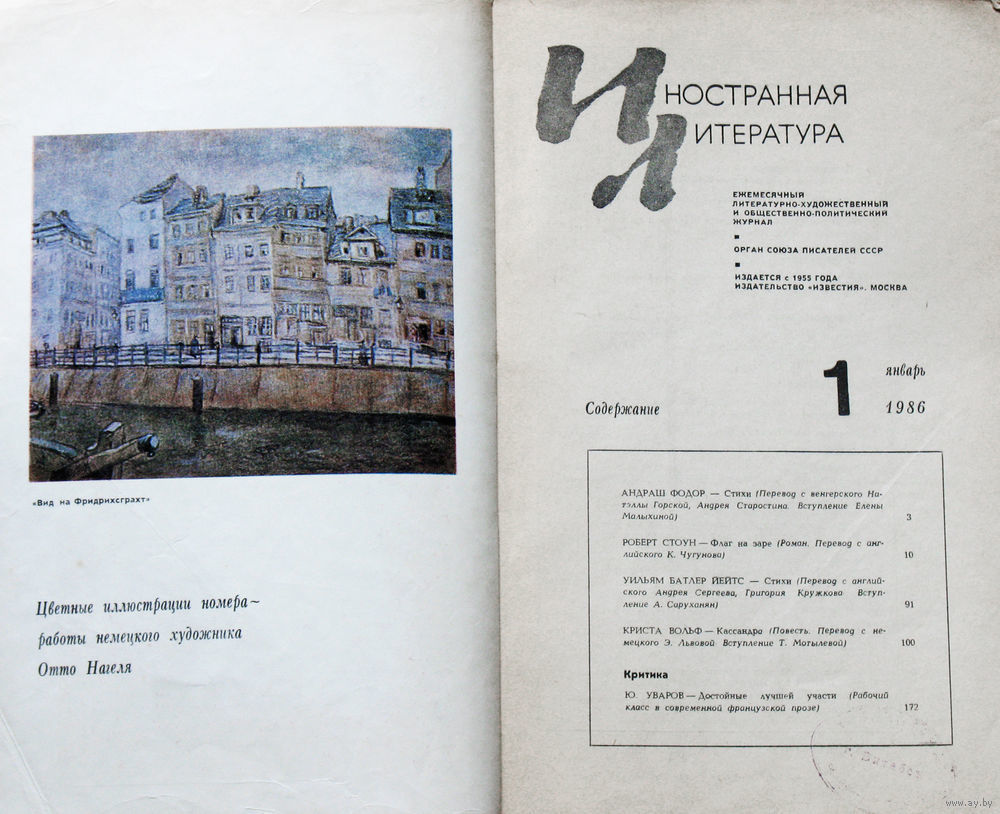 «Вид на Фридрихсграхт»
Цветные иллюстрации номера~
работы немецкого художника
Отто Нагеля
ИНОСТРАННАЯ
ЛИТЕРАТУРА
ЕЖЕМЕСЯЧНЫЙ
ЛИТЕРАТУРНО-ХУДОЖЕСТВЕННЫЙ
И ОБЩЕСТВЕННО-ПОЛИТИЧЕСКИЙ
ЖУРНАЛ
ОРГАН СОЮЗА ПИСАТЕЛЕЙ СССР
ИЗДАЕТСЯ с 1955 ГОДА
ИЗДАТЕЛЬСТВО «ИЗВЕСТИЯ». МОСКВА
1 январь
1986
Содержание
АНДРАШ ФОДОР — Стихи (Перевод с венгерского На-
тэллы Горской, Андрея Старостина. Вступление Елены
Малыхиной) 3
РОБЕРТ СТОУН — Флаг на заре (Роман. Перевод с анг-
лийского К. Чугунова) 10
УИЛЬЯМ БАТЛЕР ЙЕЙТС — Стихи (Перевод с англий-
ского Андрея Сергеева, Григория Кружкова. Вступ-
ление А. Саруханян) 91
КРИСТА ВОЛЬФ — Кассандра (Повесть. Перевод с не-
мецкого Э. Львовой. Вступление Т. Мотылевой) 100
Критика
Ю. УВАРОВ — Достойные лучшей участи (Рабочий
класс в современной французской прозе) 172
www.ay.by